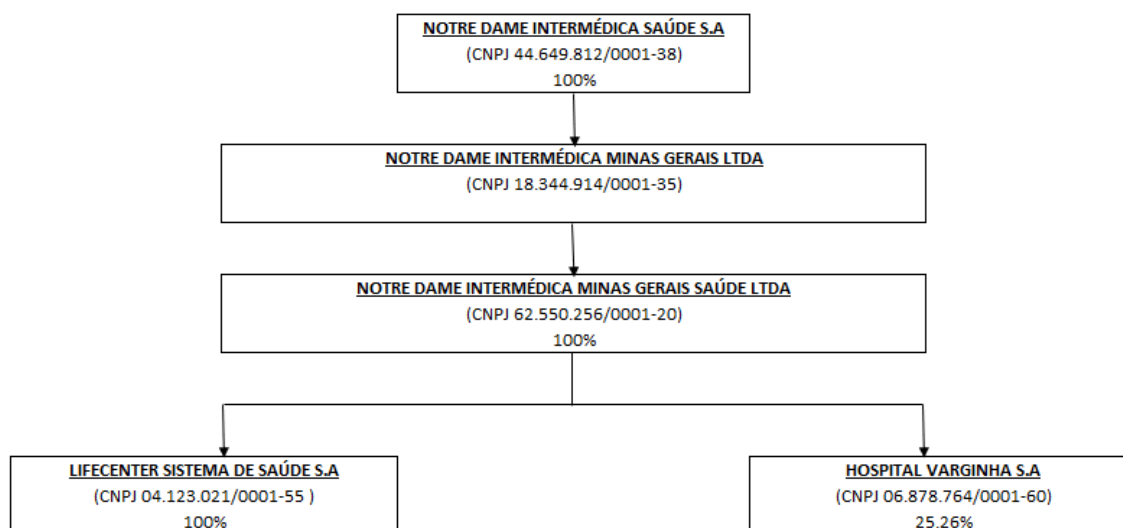 NOTRE DAME INTERMÉDICA SAÚDE S.A
(CNPJ 44.649.812/0001-38)
100%
NOTRE DAME INTERMÉDICA MINAS GERAIS LTDA
(CNPJ 18.344.914/0001-35)
NOTRE DAME INTERMÉDICA MINAS GERAIS SAÚDE LTDA
(CNPJ 62.550.256/0001-20)
100%
LIFECENTER SISTEMA DE SAÚDE S.A
(CNPJ 04.123.021/0001-55 )
100%
HOSPITAL VARGINHA S.A
(CNPJ 06.878.764/0001-60)
25.26%